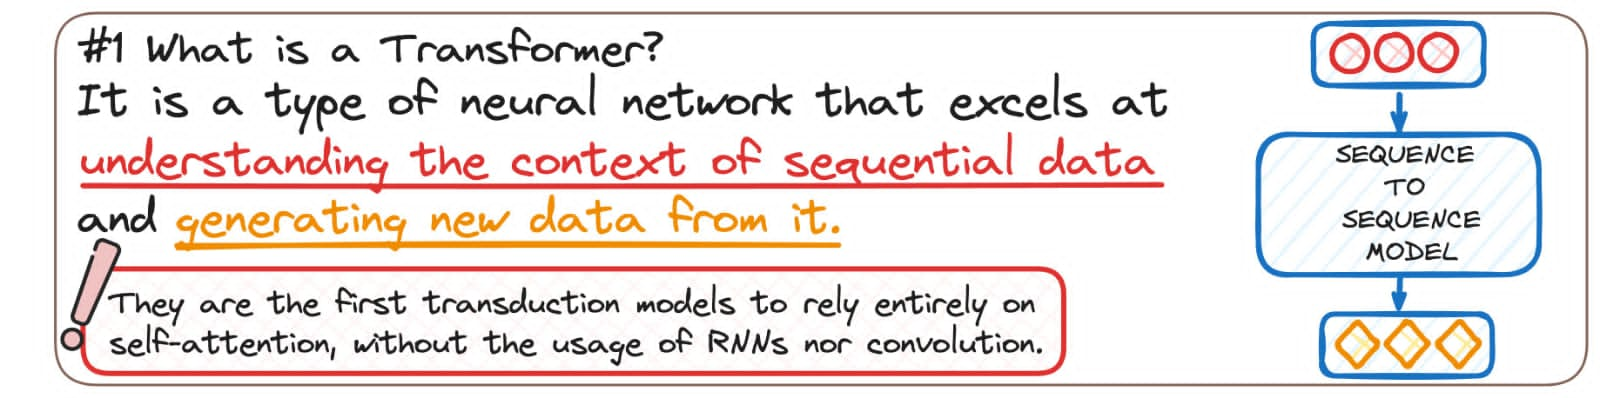 #1 What is a Transformer?
It is a type of neural network that excels at
understanding the context of sequential data
and generating new data from it.
They are the first transduction models to rely entirely on
self-attention, without the usage of RNNs nor convolution.
SEQUENCE
TO
SEQUENCE
MODEL